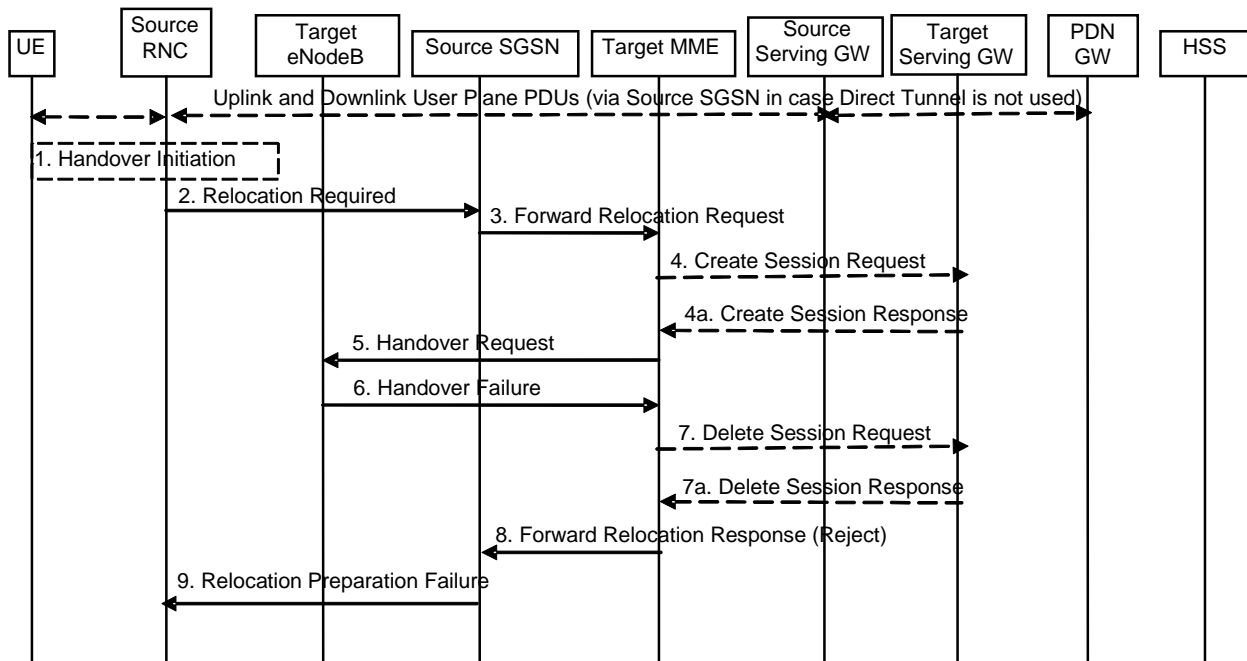 UE
Source
RNC
Target
eNodeB
Source SGSN
Target MME
Source
Serving GW
Target
Serving GW
PDN
GW
HSS
Uplink and Downlink User Plane PDUs (via Source SGSN in case Direct Tunnel is not used)
1. Handover Initiation
2. Relocation Required
3. Forward Relocation Request
4. Create Session Request
4a. Create Session Response
5. Handover Request
6. Handover Failure
7. Delete Session Request
7a. Delete Session Response
8. Forward Relocation Response (Reject)
9. Relocation Preparation Failure